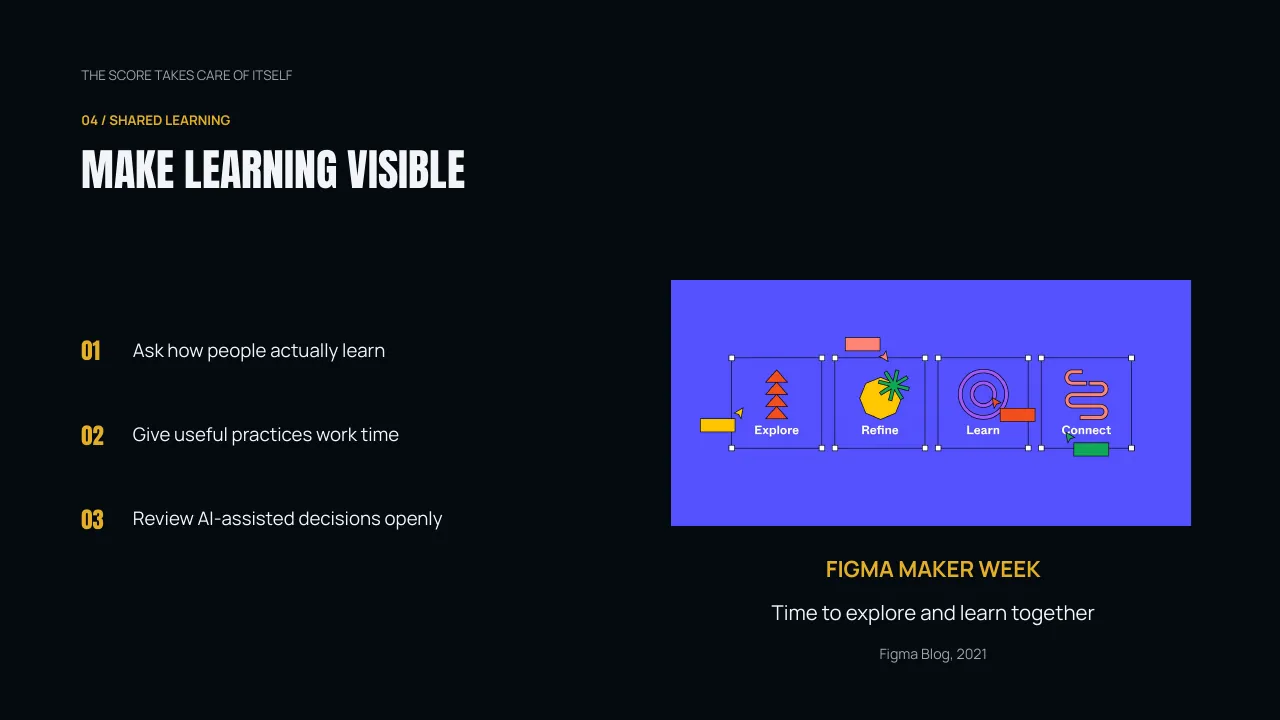 THE SCORE TAKES CARE OF ITSELF
04 / SHARED LEARNING
MAKE LEARNING VISIBLE
01 Ask how people actually learn
02 Give useful practices work time
03 Review AI-assisted decisions openly
Explore Refine Learn Connect
FIGMA MAKER WEEK
Time to explore and learn together
Figma Blog, 2021